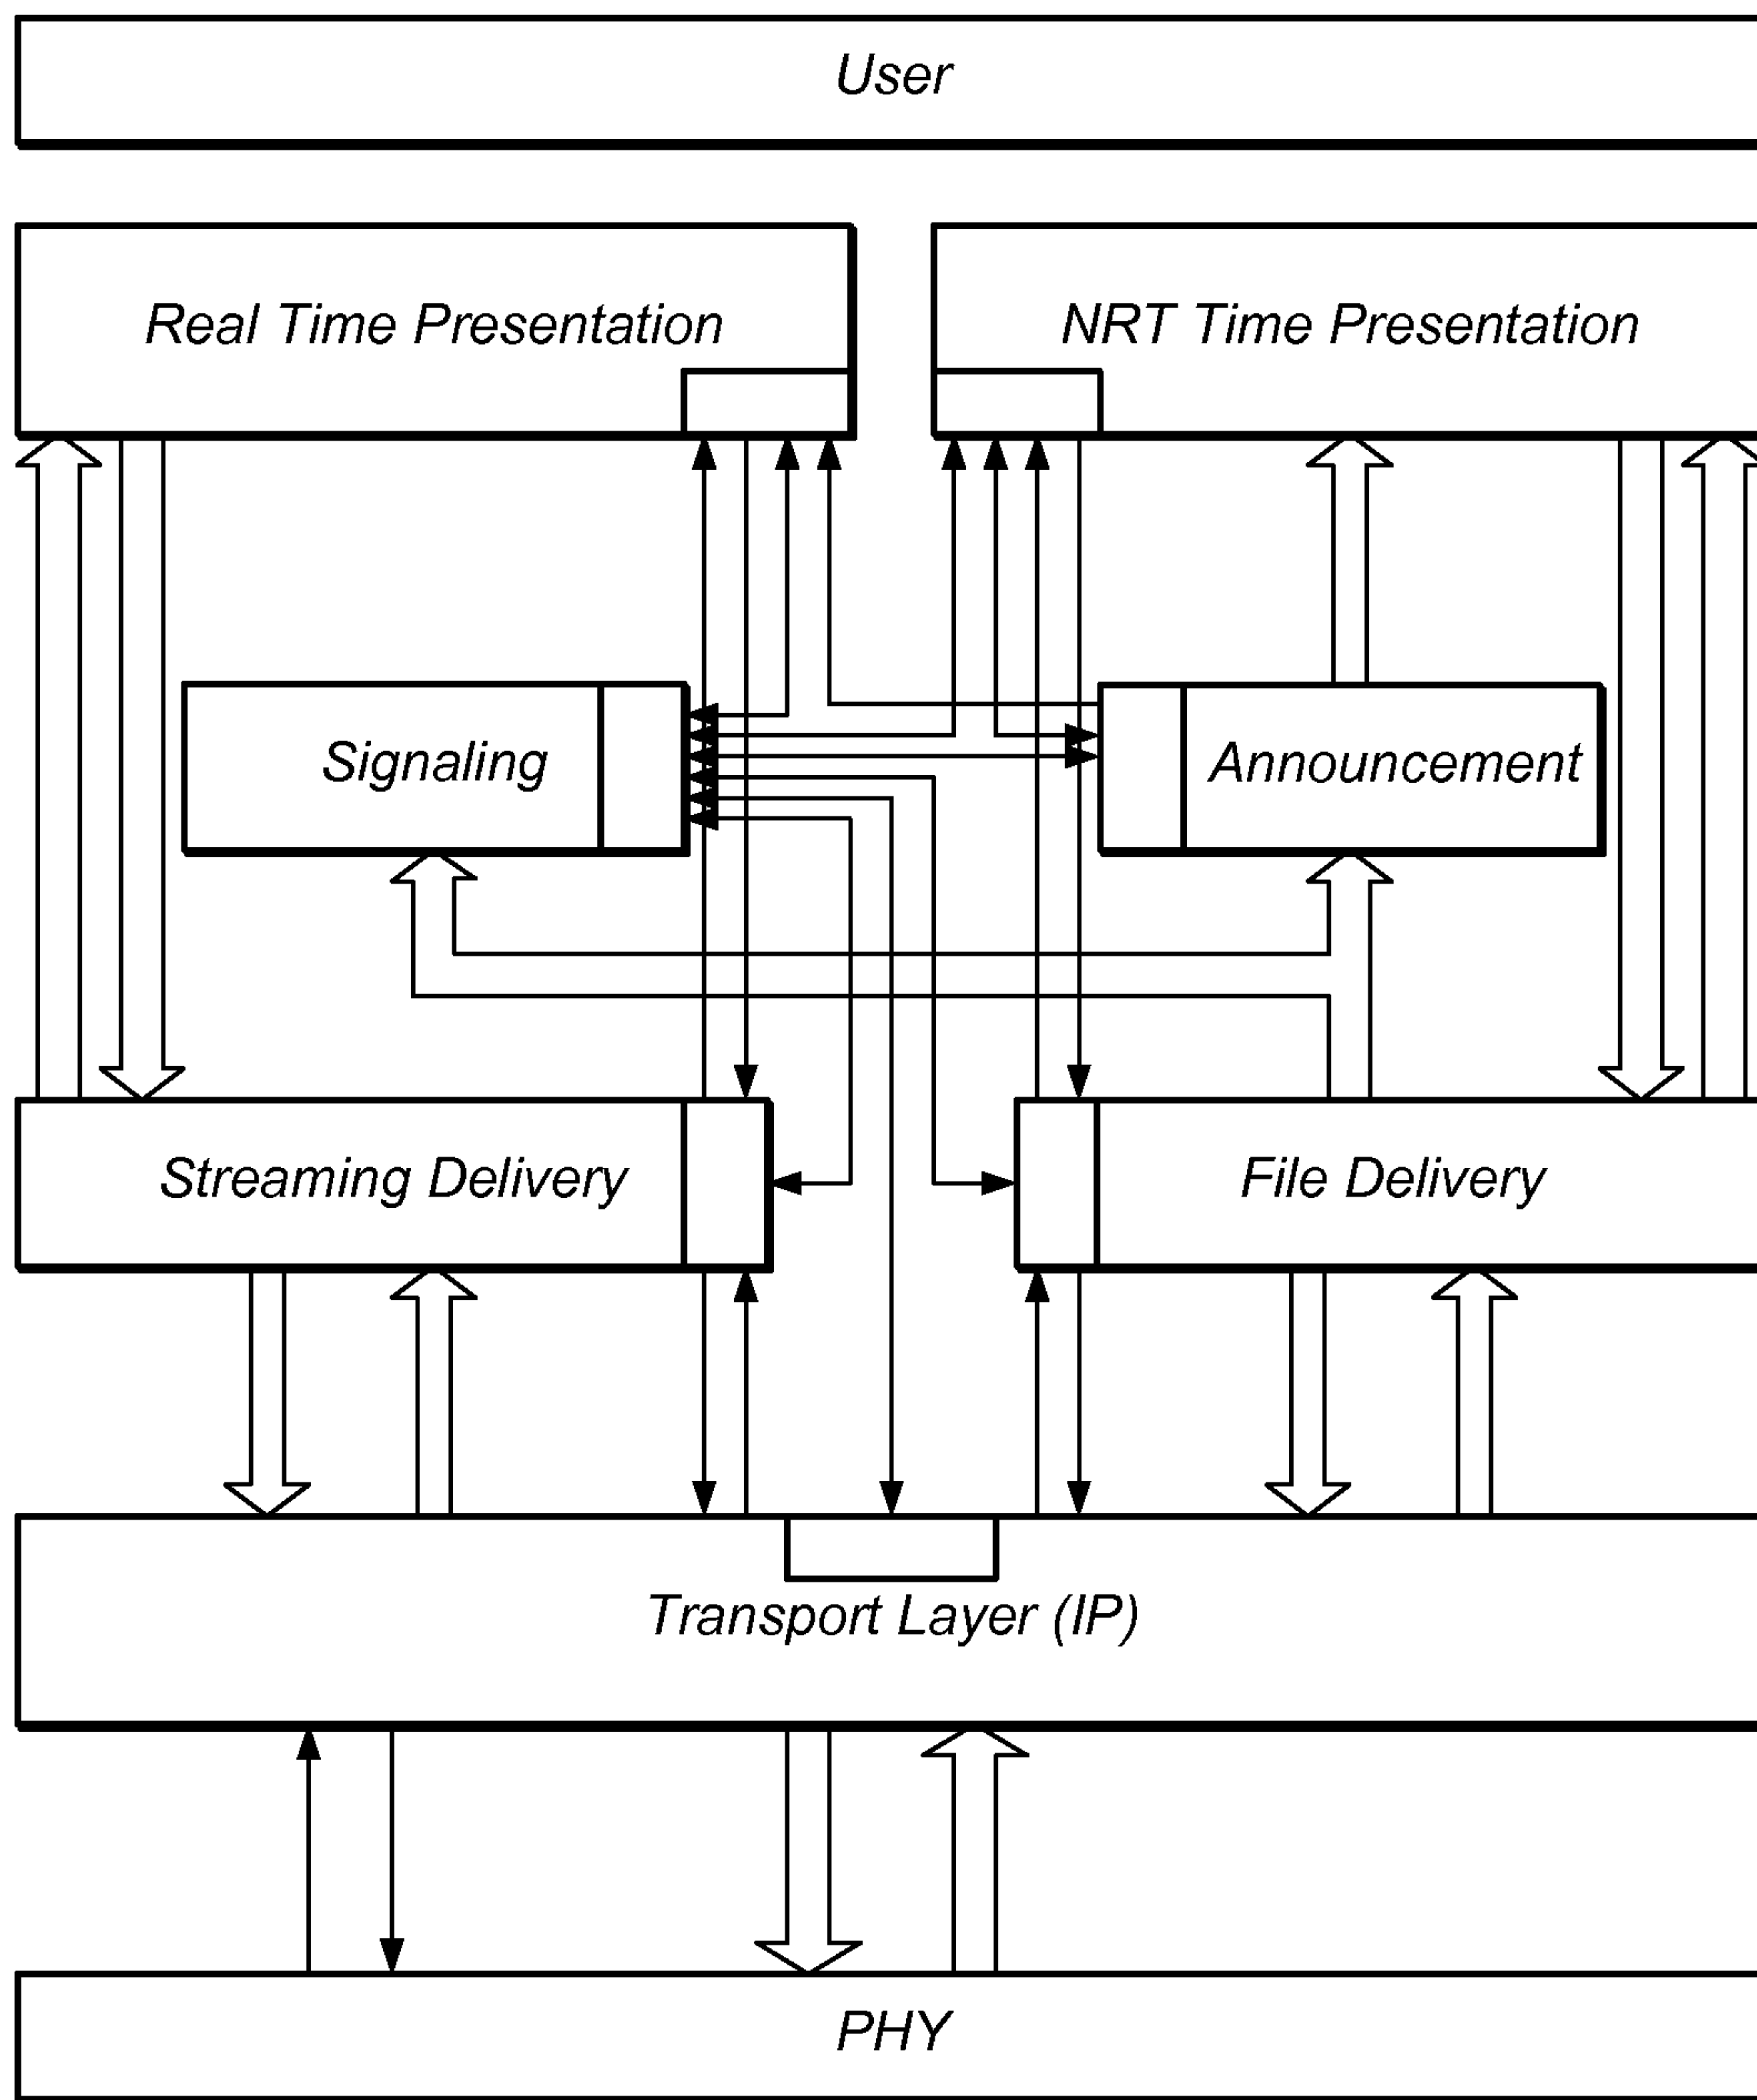 User
Real Time Presentation
NRT Time Presentation
Signaling
Announcement
Streaming Delivery
File Delivery
Transport Layer (IP)
PHY